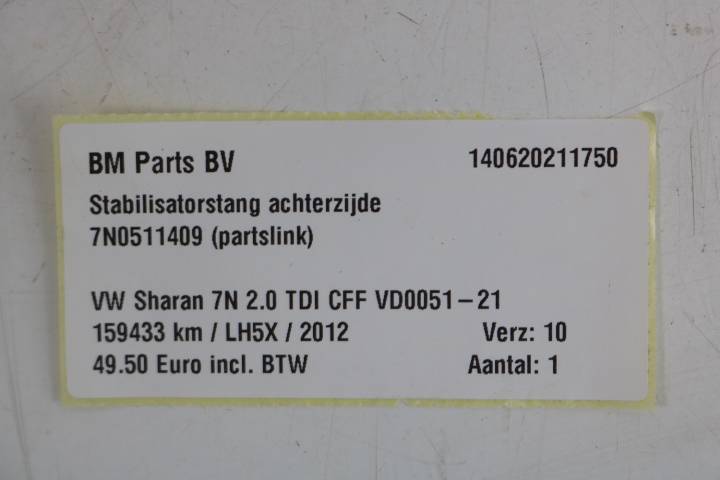 BM Parts BV 140620211750
Stabilisatorstang achterzijde
7N0511409 (partslink)
VW Sharan 7N 2.0 TDI CFF VD0051-21
159433 km / LH5X / 2012 Verz: 10
49.50 Euro incl. BTW Aantal: 1